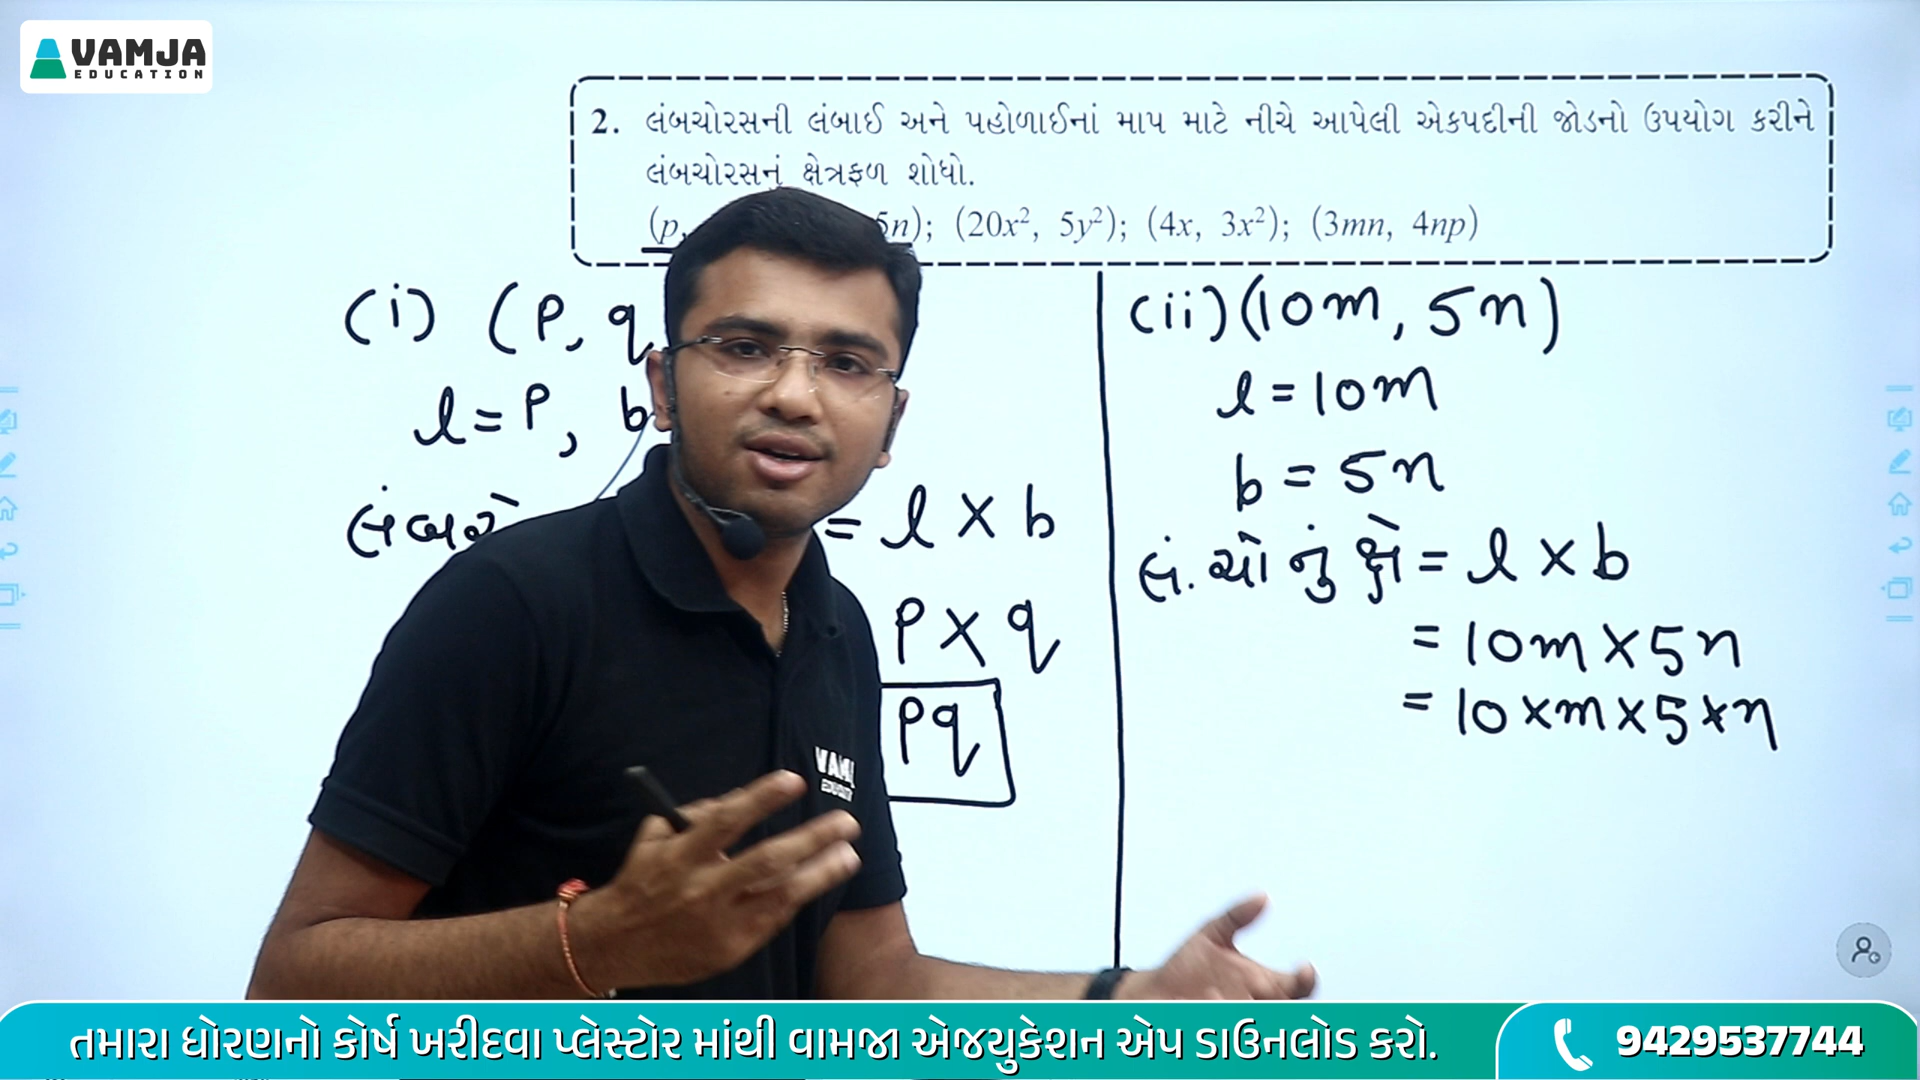 VAMJA
EDUCATION
2. લંબચોરસની લંબાઈ અને પહોળાઈનાં માપ માટે નીચે આપેલી એકપદીની જોડનો ઉપયોગ કરીને
લંબચોરસનું ક્ષેત્રફળ શોધો.
(p, 5n); (20x², 5y²); (4x, 3x²); (3mn, 4np)
(i) (p, q
l = p, b
લંબચો = l × b
p × q
pq
(ii) (10m, 5n)
l = 10m
b = 5n
લં. ચો નું ક્ષે = l × b
= 10m × 5n
= 10 × m × 5 × n
તમારા ધોરણનો કોર્ષ ખરીદવા પ્લેસ્ટોર માંથી વામજા એજ્યુકેશન એપ ડાઉનલોડ કરો.
9429537744